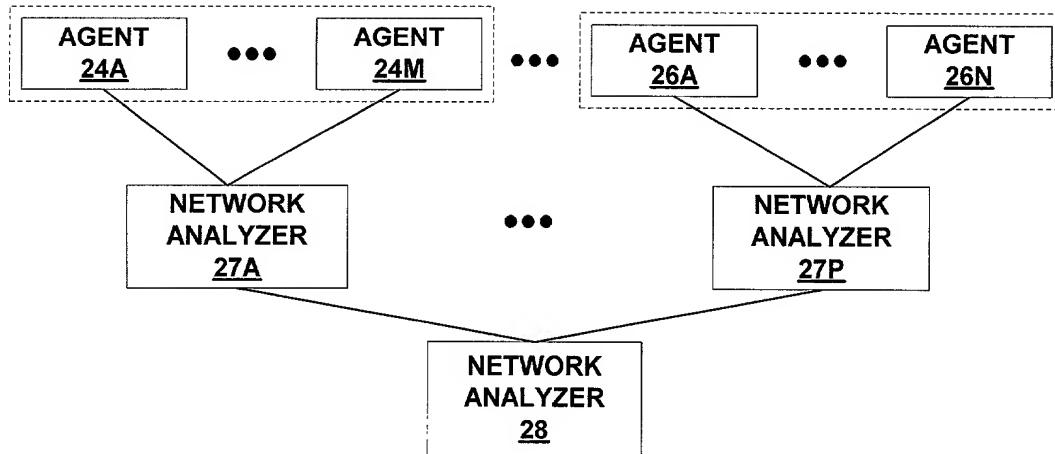 AGENT
24A
AGENT
24M
AGENT
26A
AGENT
26N
NETWORK
ANALYZER
27A
NETWORK
ANALYZER
27P
NETWORK
ANALYZER
28